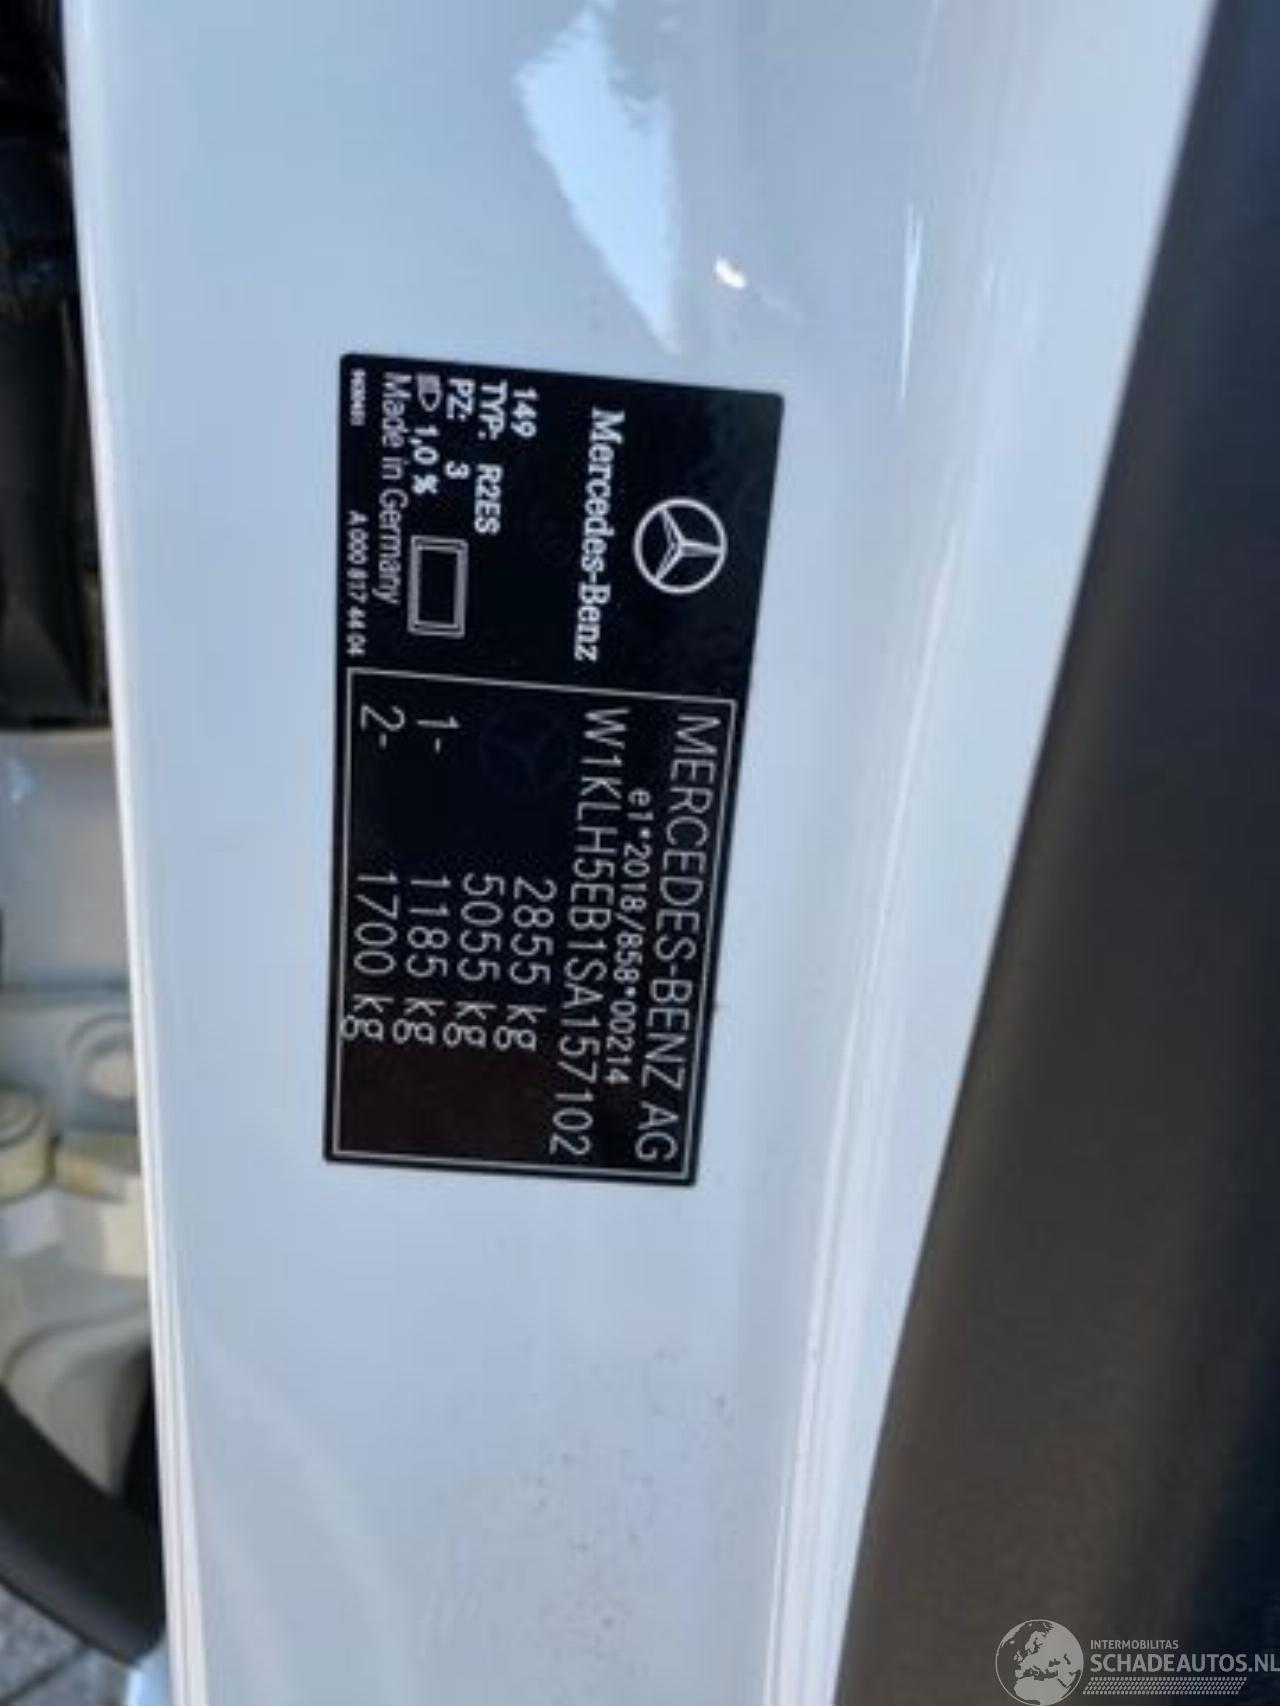 Mercedes-Benz
149
TYP: R2ES
PZ: 3
1,0 %
Made in Germany
A 000 817 44 04
MERCEDES-BENZ AG
e1*2018/858*00214
W1KLH5EB1SA157102
2855 kg
5055 kg
1- 1185 kg
2- 1700 kg
INTERMOBILITAS
SCHADEAUTOS.NL